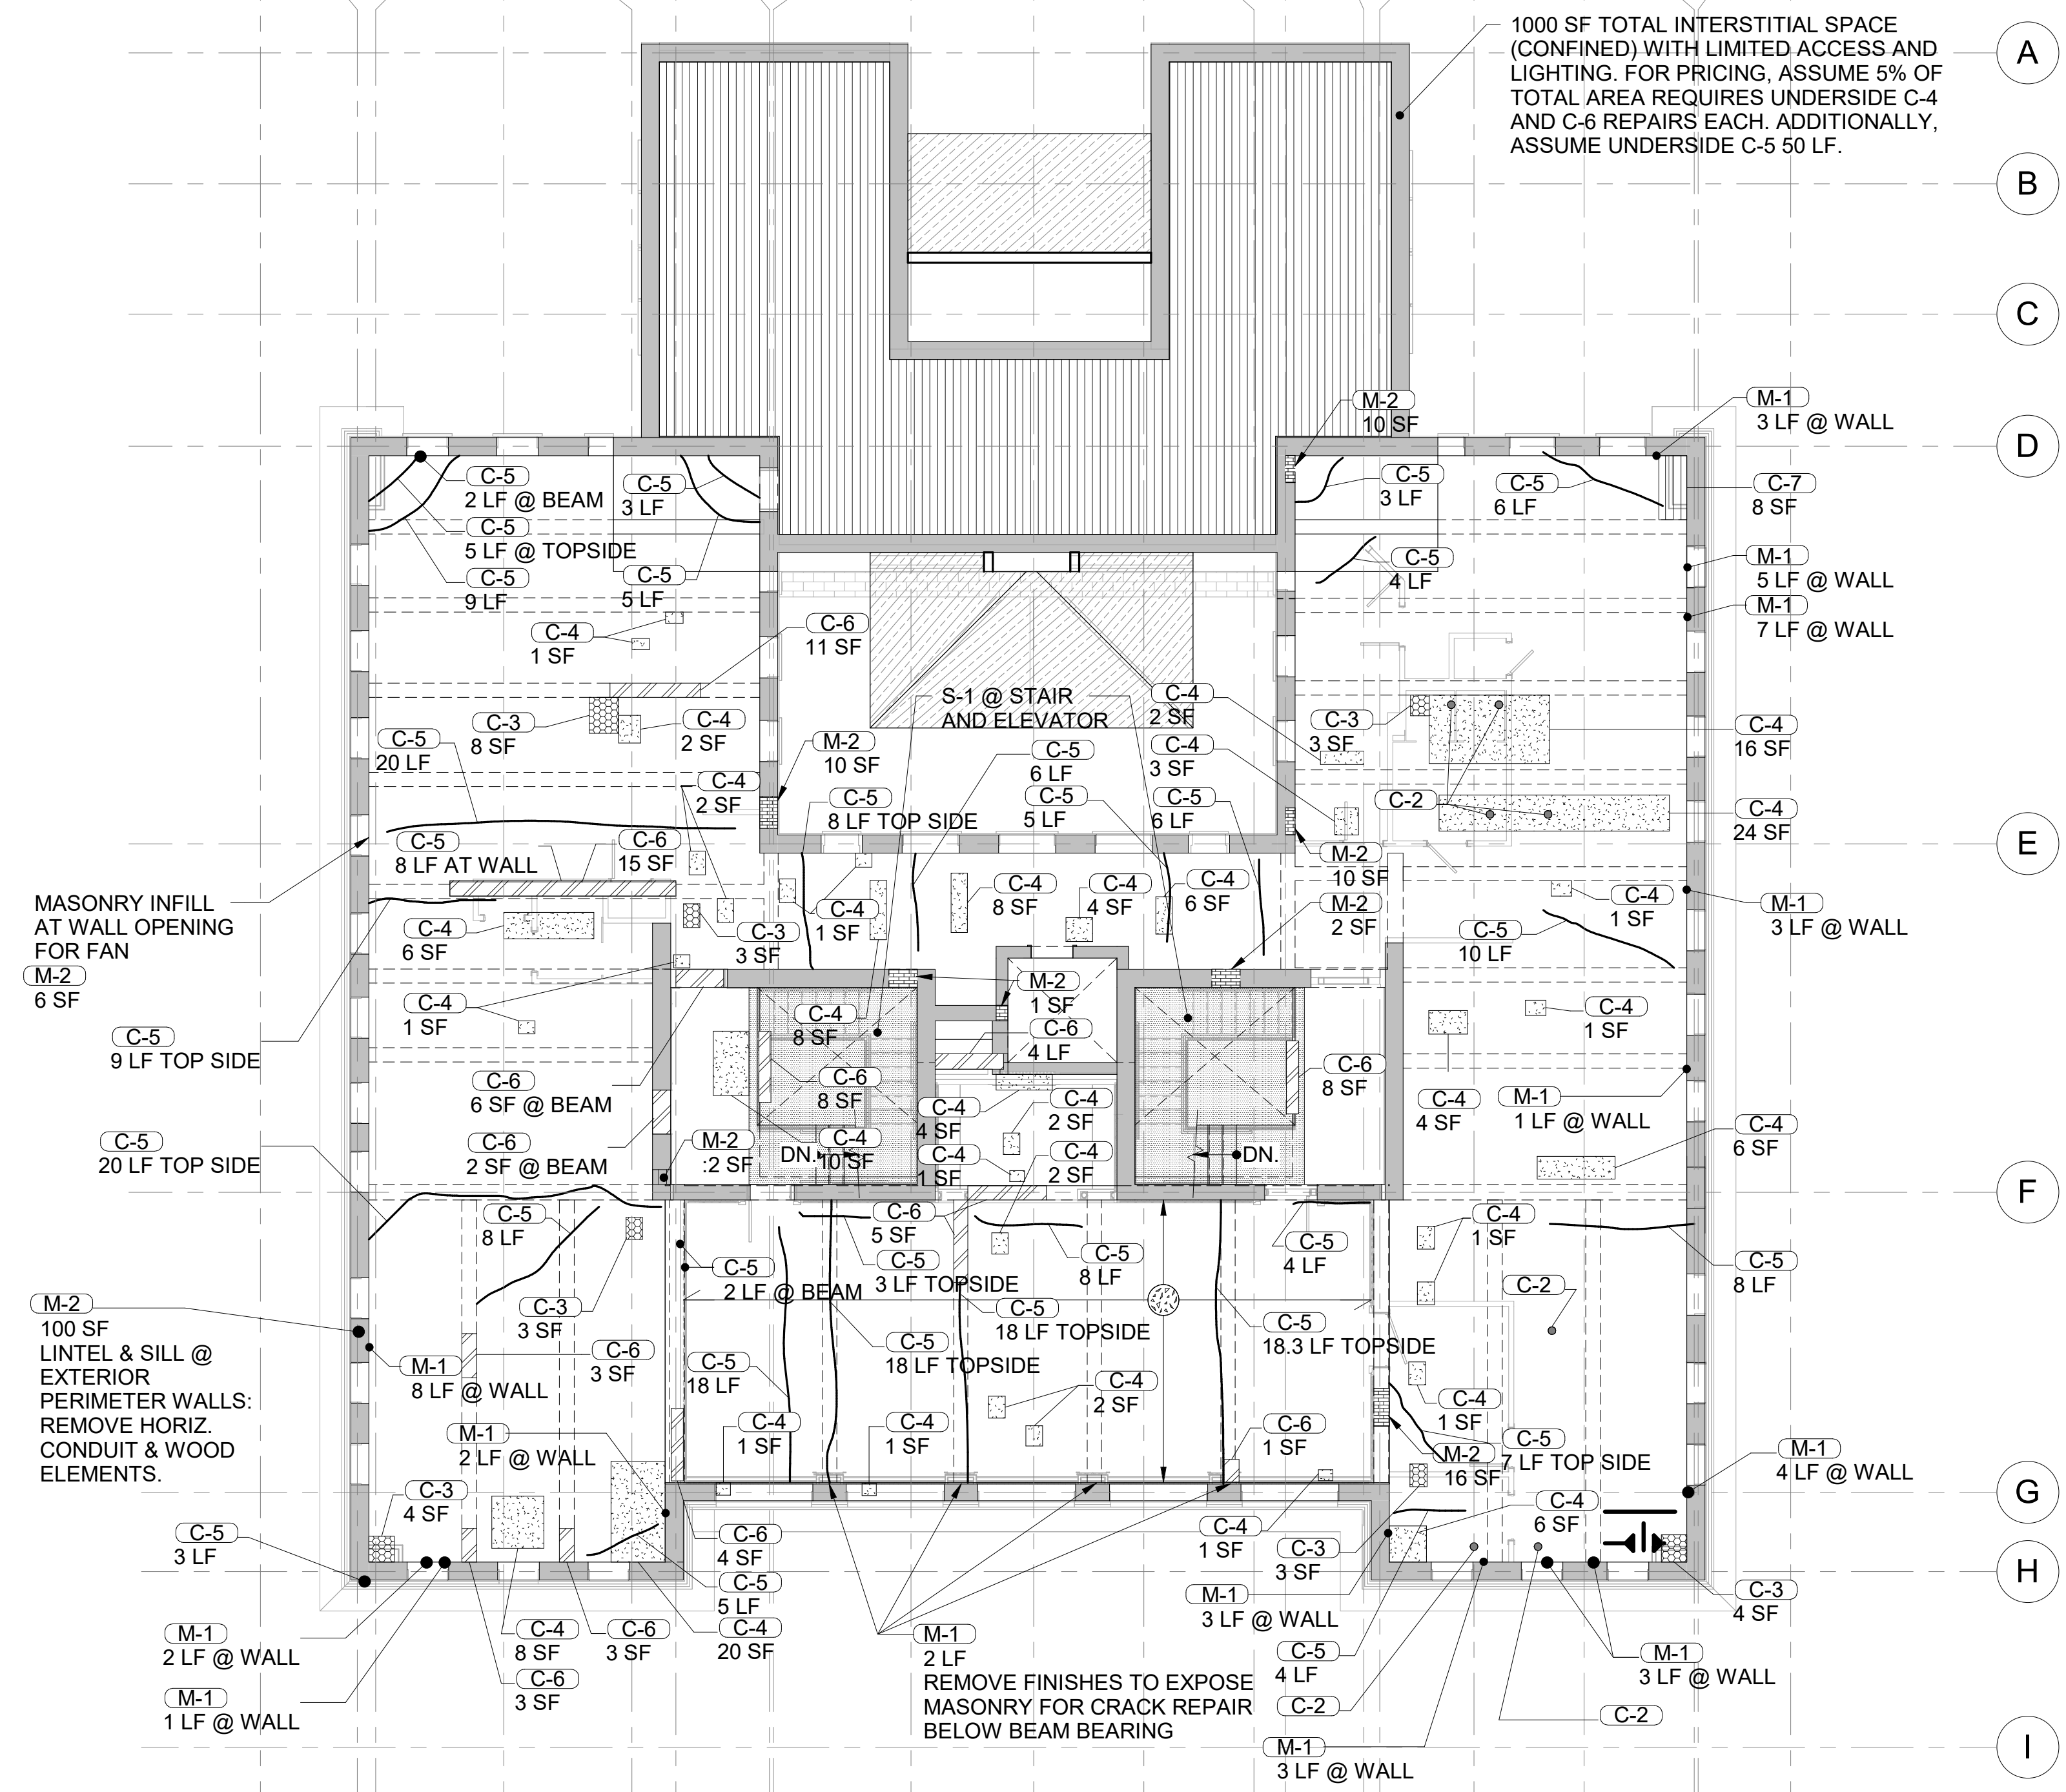 1000 SF TOTAL INTERSTITIAL SPACE
(CONFINED) WITH LIMITED ACCESS AND
LIGHTING. FOR PRICING, ASSUME 5% OF
TOTAL AREA REQUIRES UNDERSIDE C-4
AND C-6 REPAIRS EACH. ADDITIONALLY,
ASSUME UNDERSIDE C-5 50 LF.
A
B
C
D
E
F
G
H
I
M-2
10 SF
M-1
3 LF @ WALL
C-5
2 LF @ BEAM
C-5
5 LF @ TOPSIDE
C-5
9 LF
C-5
3 LF
C-5
5 LF
C-5
3 LF
C-5
6 LF
C-7
8 SF
C-5
4 LF
M-1
5 LF @ WALL
M-1
7 LF @ WALL
C-4
1 SF
C-6
11 SF
C-3
8 SF
C-4
2 SF
S-1 @ STAIR
AND ELEVATOR
C-4
2 SF
C-3
3 SF
C-4
16 SF
C-5
20 LF
M-2
10 SF
C-5
6 LF
C-4
3 SF
C-4
2 SF
C-5
8 LF TOP SIDE
C-5
5 LF
C-5
6 LF
C-2
C-4
24 SF
C-5
8 LF AT WALL
C-6
15 SF
M-2
10 SF
MASONRY INFILL
AT WALL OPENING
FOR FAN
M-2
6 SF
C-4
6 SF
C-3
3 SF
C-4
1 SF
C-4
8 SF
C-4
4 SF
C-4
6 SF
M-2
2 SF
C-4
1 SF
M-1
3 LF @ WALL
C-5
10 LF
C-4
1 SF
C-4
8 SF
M-2
1 SF
C-6
4 LF
C-4
1 SF
C-5
9 LF TOP SIDE
C-6
6 SF @ BEAM
C-6
8 SF
C-4
4 SF
C-4
2 SF
C-6
8 SF
C-4
4 SF
M-1
1 LF @ WALL
C-5
20 LF TOP SIDE
C-6
2 SF @ BEAM
M-2
:2 SF
DN.
C-4
10 SF
C-4
1 SF
C-4
2 SF
DN.
C-4
6 SF
C-5
8 LF
C-6
5 SF
C-5
3 LF TOPSIDE
C-5
8 LF
C-5
4 LF
C-4
1 SF
C-5
8 LF
C-5
2 LF @ BEAM
C-2
C-3
3 SF
C-5
18 LF TOPSIDE
C-5
18.3 LF TOPSIDE
M-2
100 SF
LINTEL & SILL @
EXTERIOR
PERIMETER WALLS:
REMOVE HORIZ.
CONDUIT & WOOD
ELEMENTS.
M-1
8 LF @ WALL
C-6
3 SF
C-5
18 LF
C-5
18 LF TOPSIDE
C-4
2 SF
C-4
1 SF
M-1
2 LF @ WALL
C-4
1 SF
C-4
1 SF
C-6
1 SF
C-5
7 LF TOP SIDE
M-2
16 SF
M-1
4 LF @ WALL
C-3
4 SF
C-5
3 LF
C-6
4 SF
C-5
5 LF
C-4
20 SF
C-4
1 SF
C-3
3 SF
C-4
6 SF
M-1
3 LF @ WALL
C-3
4 SF
M-1
2 LF @ WALL
C-4
8 SF
C-6
3 SF
C-6
3 SF
M-1
1 LF @ WALL
M-1
2 LF
REMOVE FINISHES TO EXPOSE
MASONRY FOR CRACK REPAIR
BELOW BEAM BEARING
C-5
4 LF
C-2
M-1
3 LF @ WALL
C-2
M-1
3 LF @ WALL